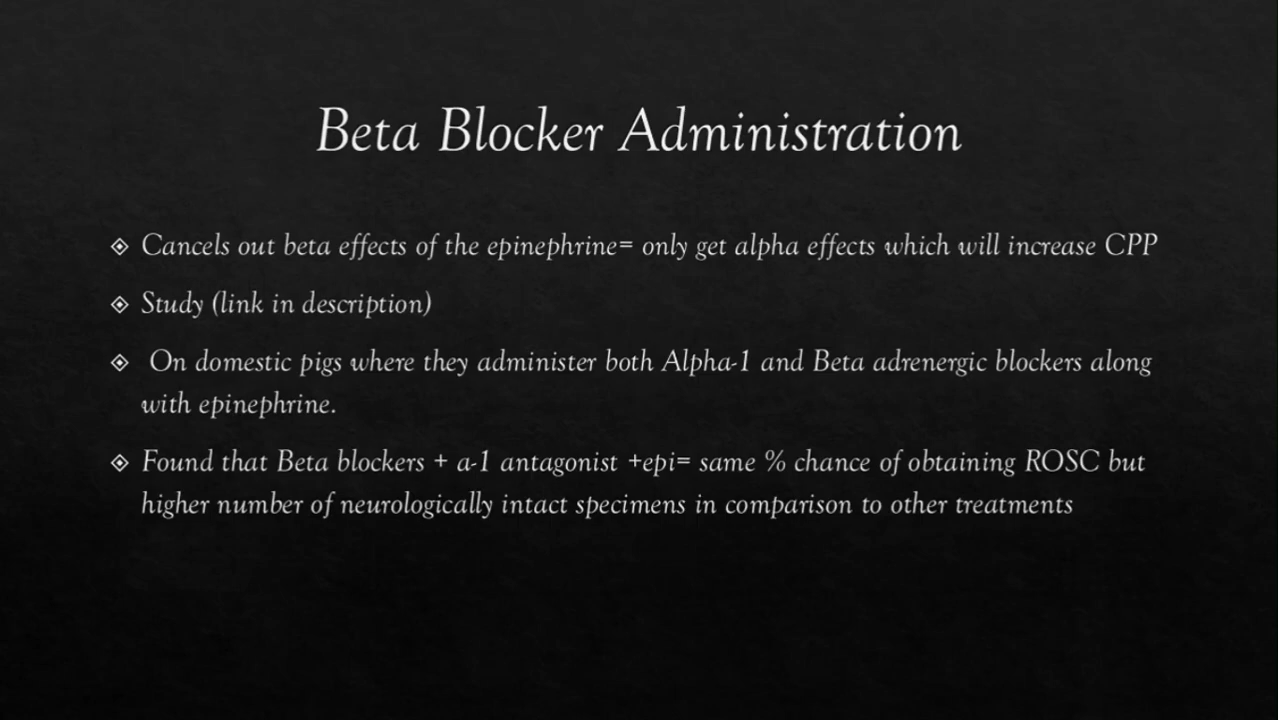 Beta Blocker Administration
Cancels out beta effects of the epinephrine= only get alpha effects which will increase CPP
Study (link in description)
On domestic pigs where they administer both Alpha-1 and Beta adrenergic blockers along
with epinephrine.
Found that Beta blockers + a-1 antagonist +epi= same % chance of obtaining ROSC but
higher number of neurologically intact specimens in comparison to other treatments